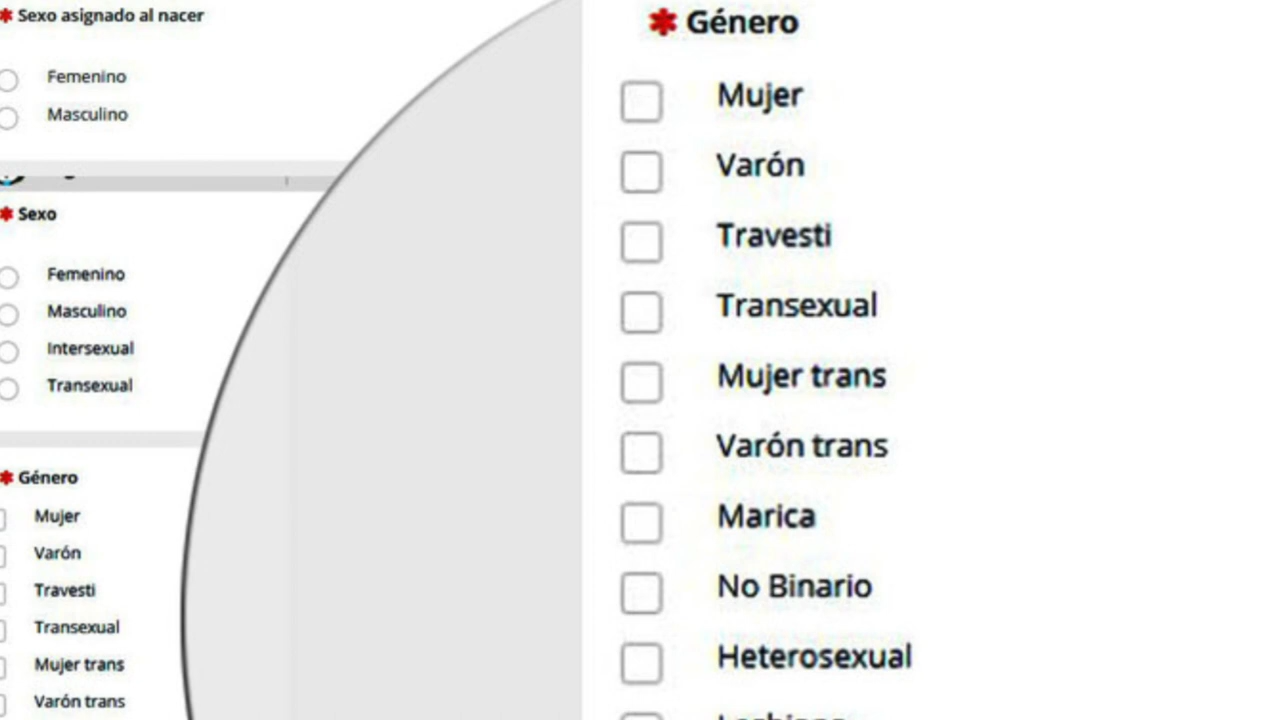 * Sexo asignado al nacer
Femenino
Masculino
* Sexo
Femenino
Masculino
Intersexual
Transexual
* Género
Mujer
Varón
Travesti
Transexual
Mujer trans
Varón trans
* Género
Mujer
Varón
Travesti
Transexual
Mujer trans
Varón trans
Marica
No Binario
Heterosexual